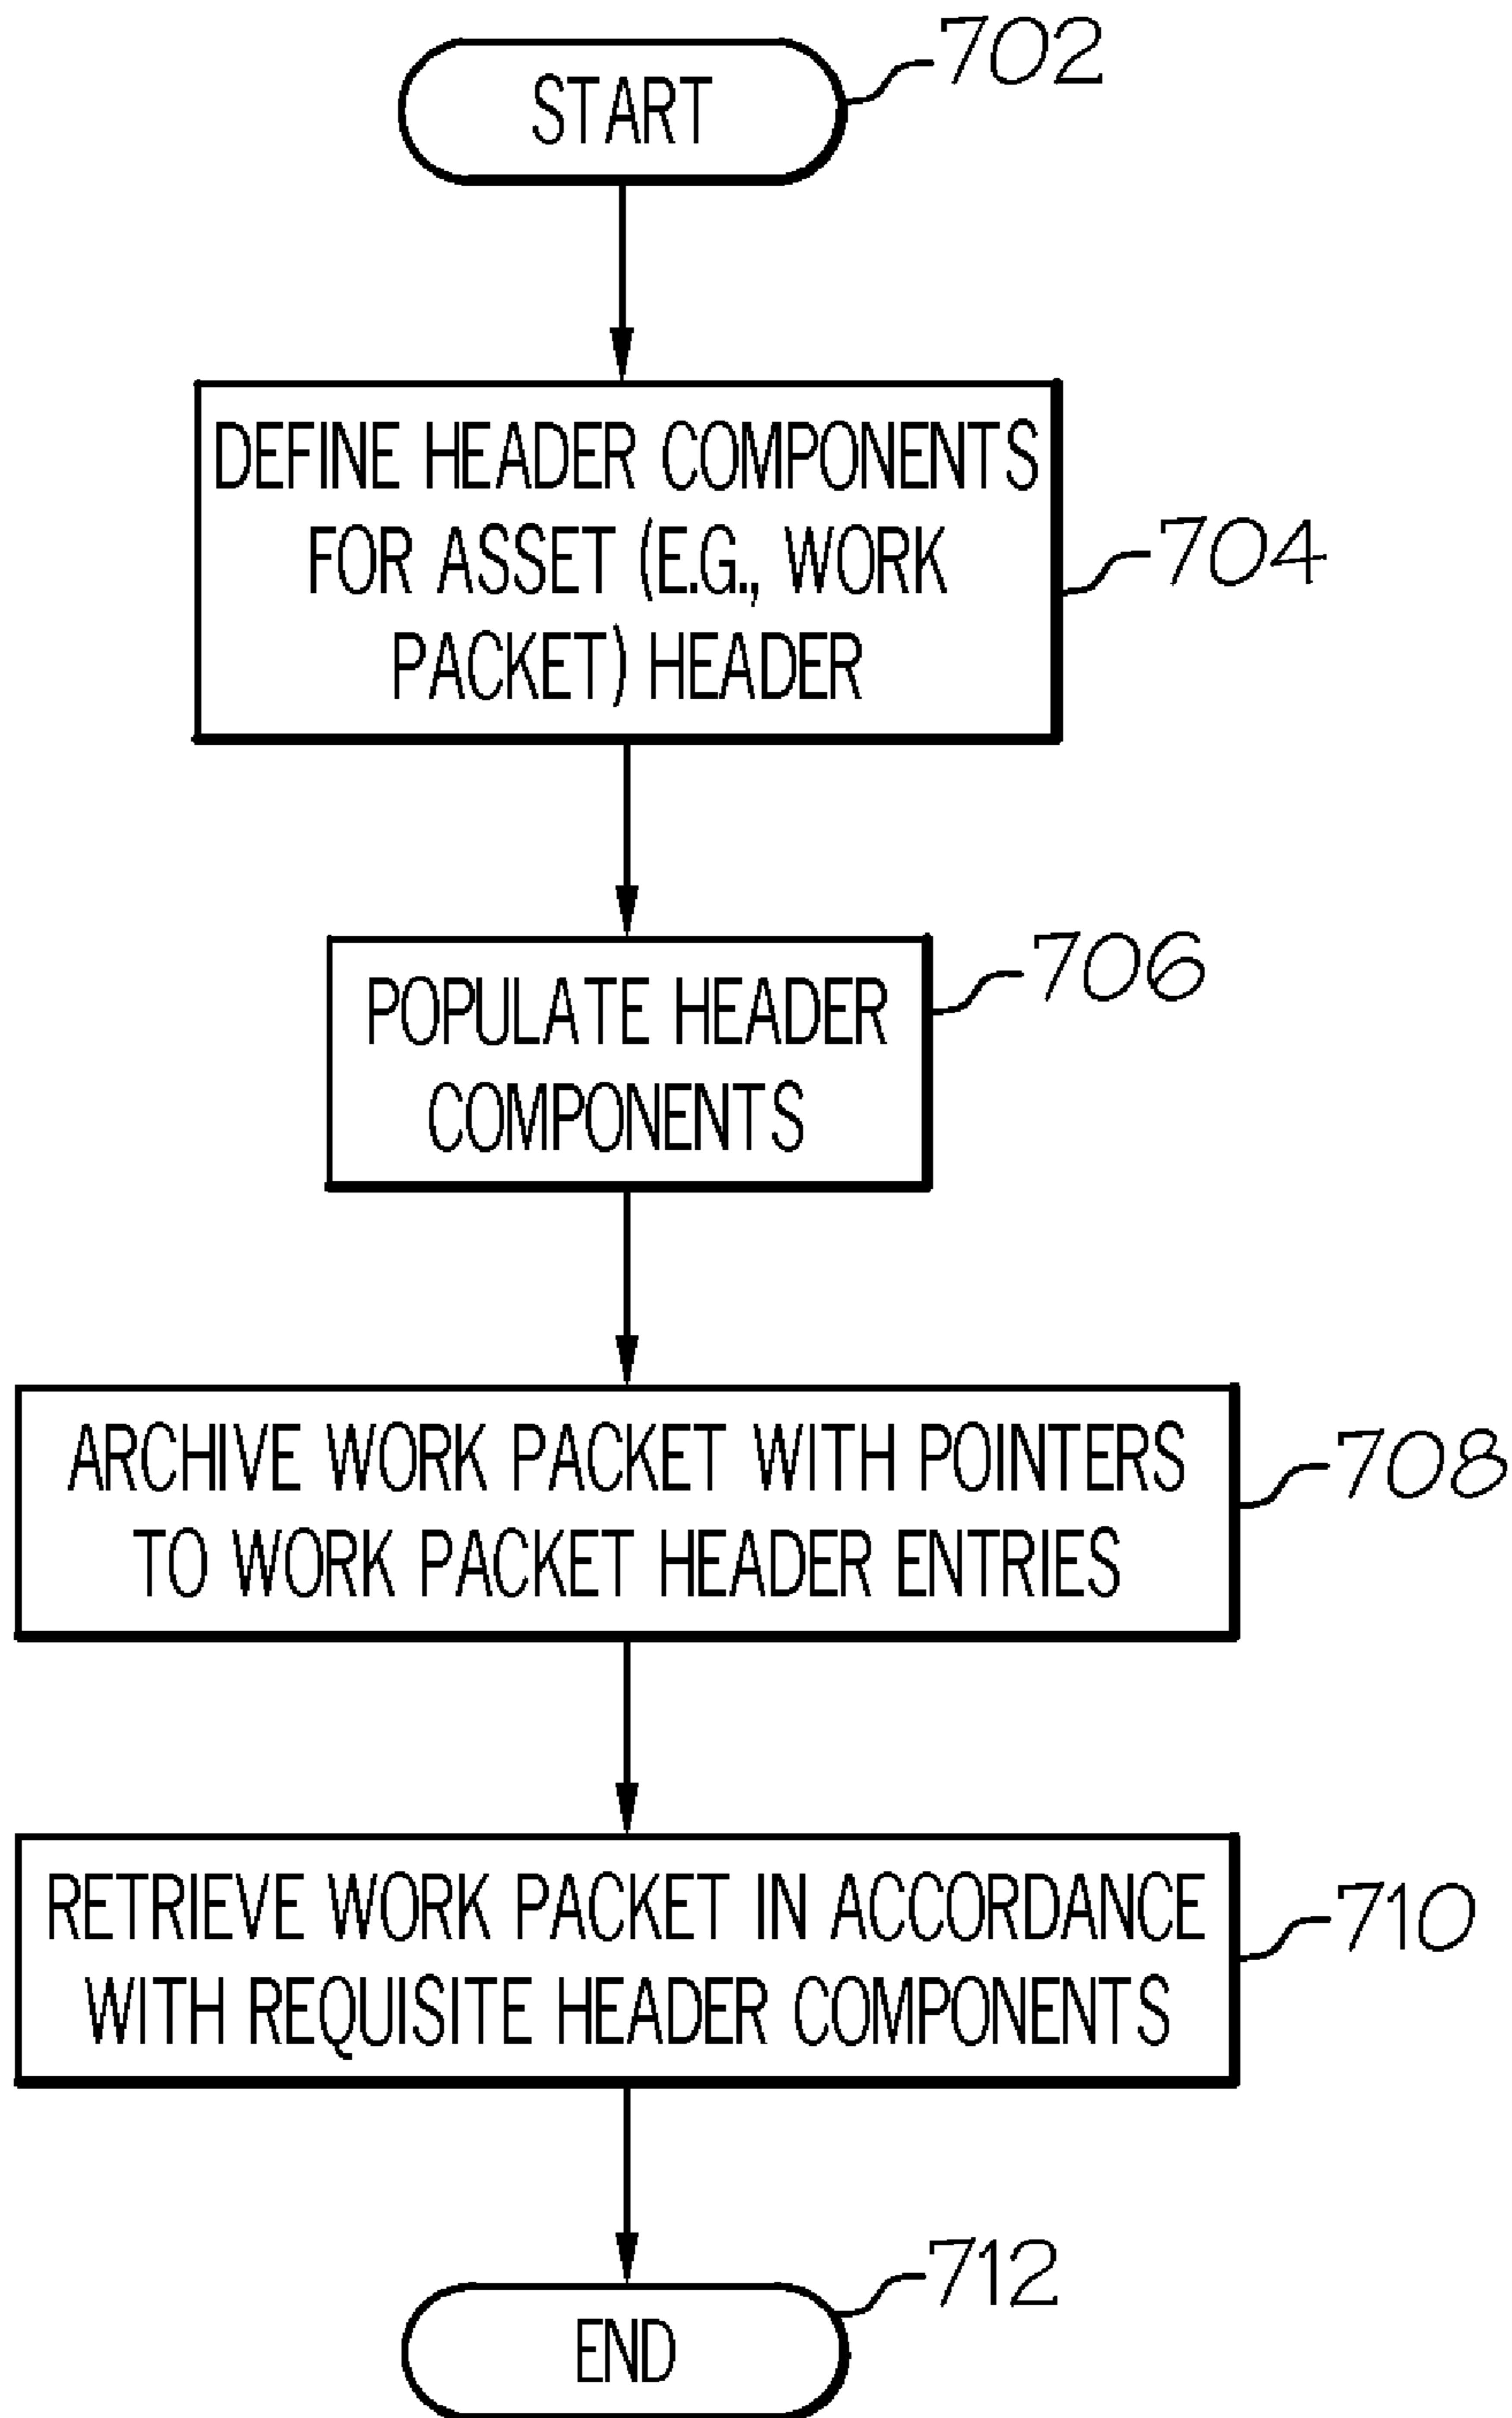 START
702
DEFINE HEADER COMPONENTS
FOR ASSET (E.G., WORK
PACKET) HEADER
704
POPULATE HEADER
COMPONENTS
706
ARCHIVE WORK PACKET WITH POINTERS
TO WORK PACKET HEADER ENTRIES
708
RETRIEVE WORK PACKET IN ACCORDANCE
WITH REQUISITE HEADER COMPONENTS
710
END
712